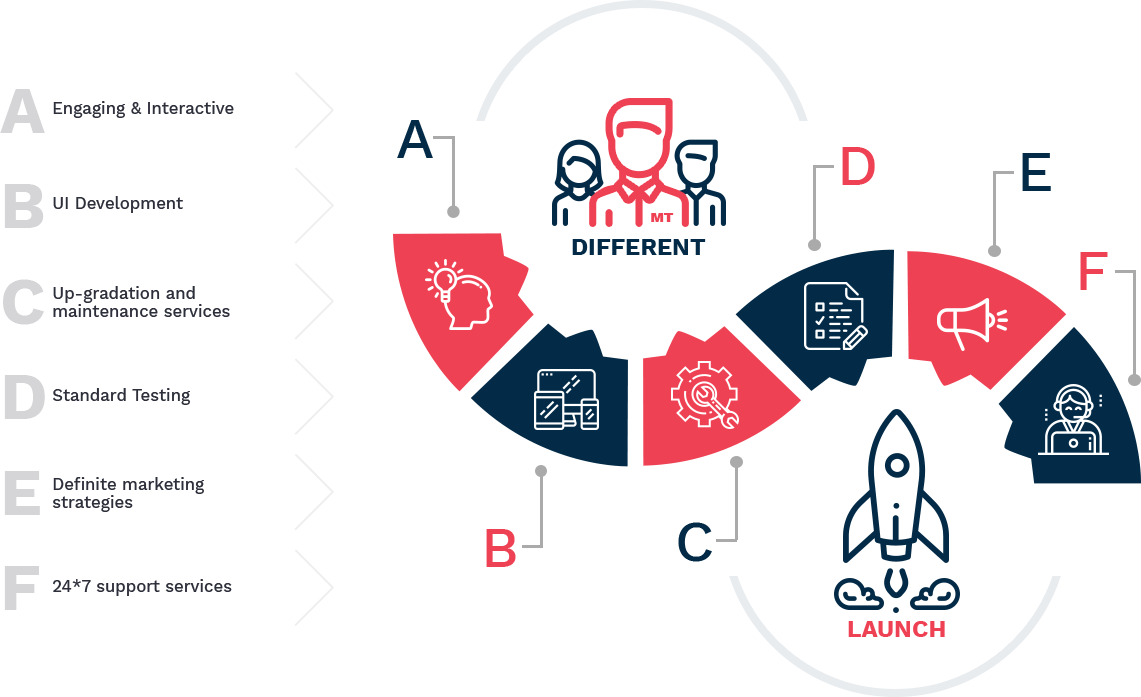 A
Engaging & Interactive
B
UI Development
C
Up-gradation and
maintenance services
D
Standard Testing
E
Definite marketing
strategies
F
24*7 support services
A
MT
DIFFERENT
D
E
F
B
C
LAUNCH